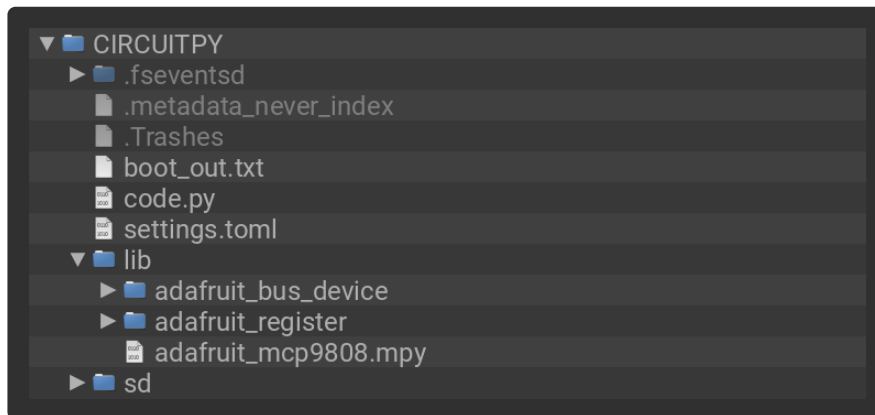 CIRCUITPY
.fseventsd
.metadata_never_index
.Trashes
boot_out.txt
code.py
settings.toml
lib
adafruit_bus_device
adafruit_register
adafruit_mcp9808.mpy
sd